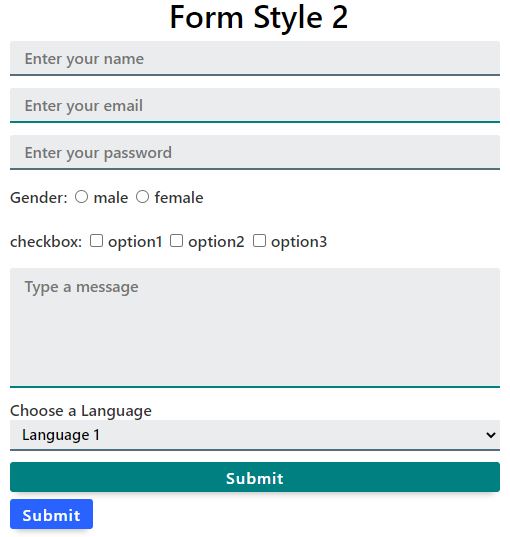 Form Style 2
Enter your name
Enter your email
Enter your password
Gender: male female
checkbox: option1 option2 option3
Type a message
Choose a Language
Language 1
Submit
Submit